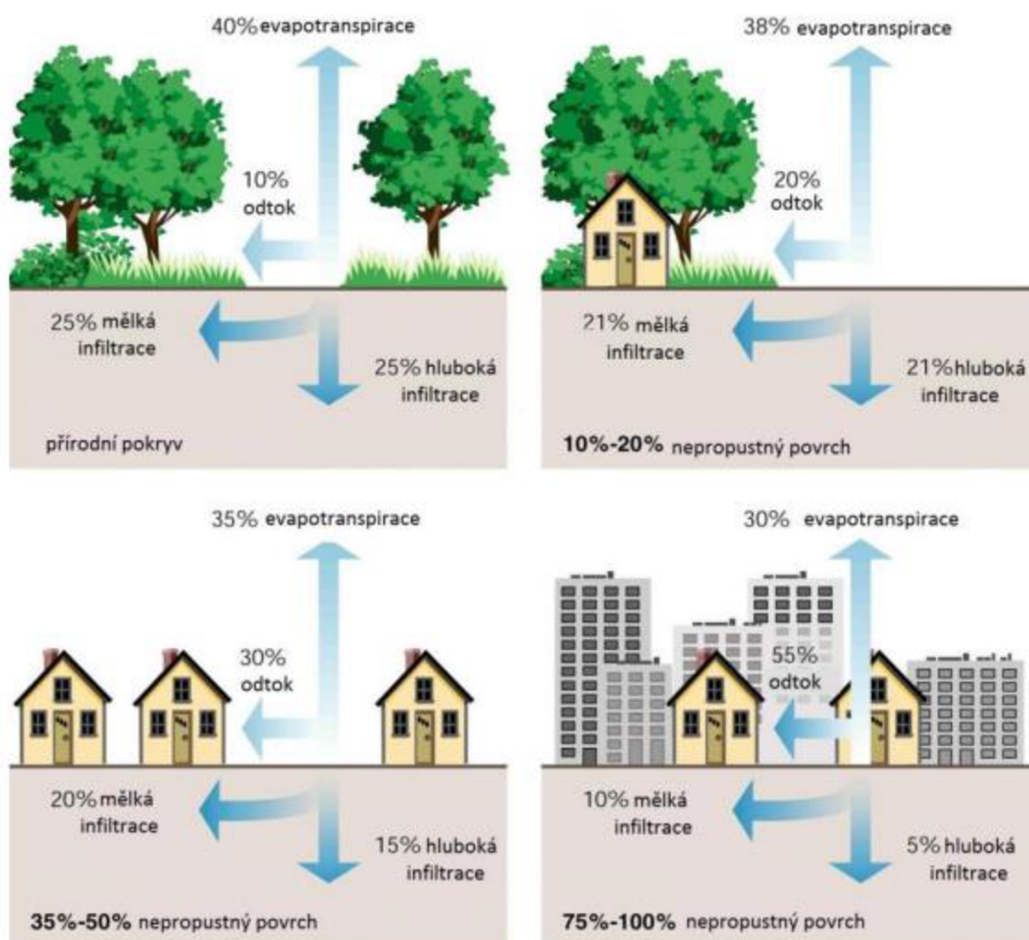 40% evapotranspirace
10%
odtok
25% mělká
infiltrace
25% hluboká
infiltrace
přírodní pokryv
38% evapotranspirace
20%
odtok
21% mělká
infiltrace
21% hluboká
infiltrace
10%-20% nepropustný povrch
35% evapotranspirace
30%
odtok
20% mělká
infiltrace
15% hluboká
infiltrace
35%-50% nepropustný povrch
30% evapotranspirace
55%
odtok
10% mělká
infiltrace
5% hluboká
infiltrace
75%-100% nepropustný povrch